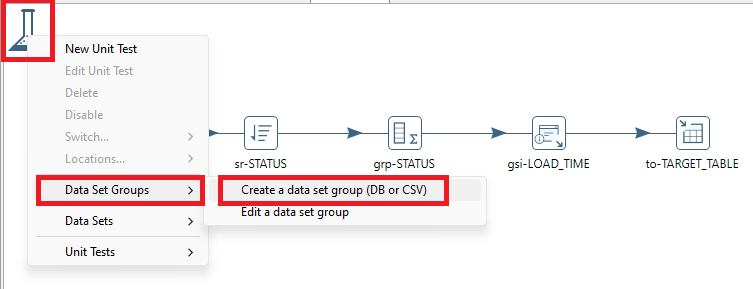 New Unit Test
Edit Unit Test
Delete
Disable
Switch...
Locations...
Data Set Groups
Data Sets
Unit Tests
Create a data set group (DB or CSV)
Edit a data set group
sr-STATUS
grp-STATUS
gsi-LOAD_TIME
to-TARGET_TABLE